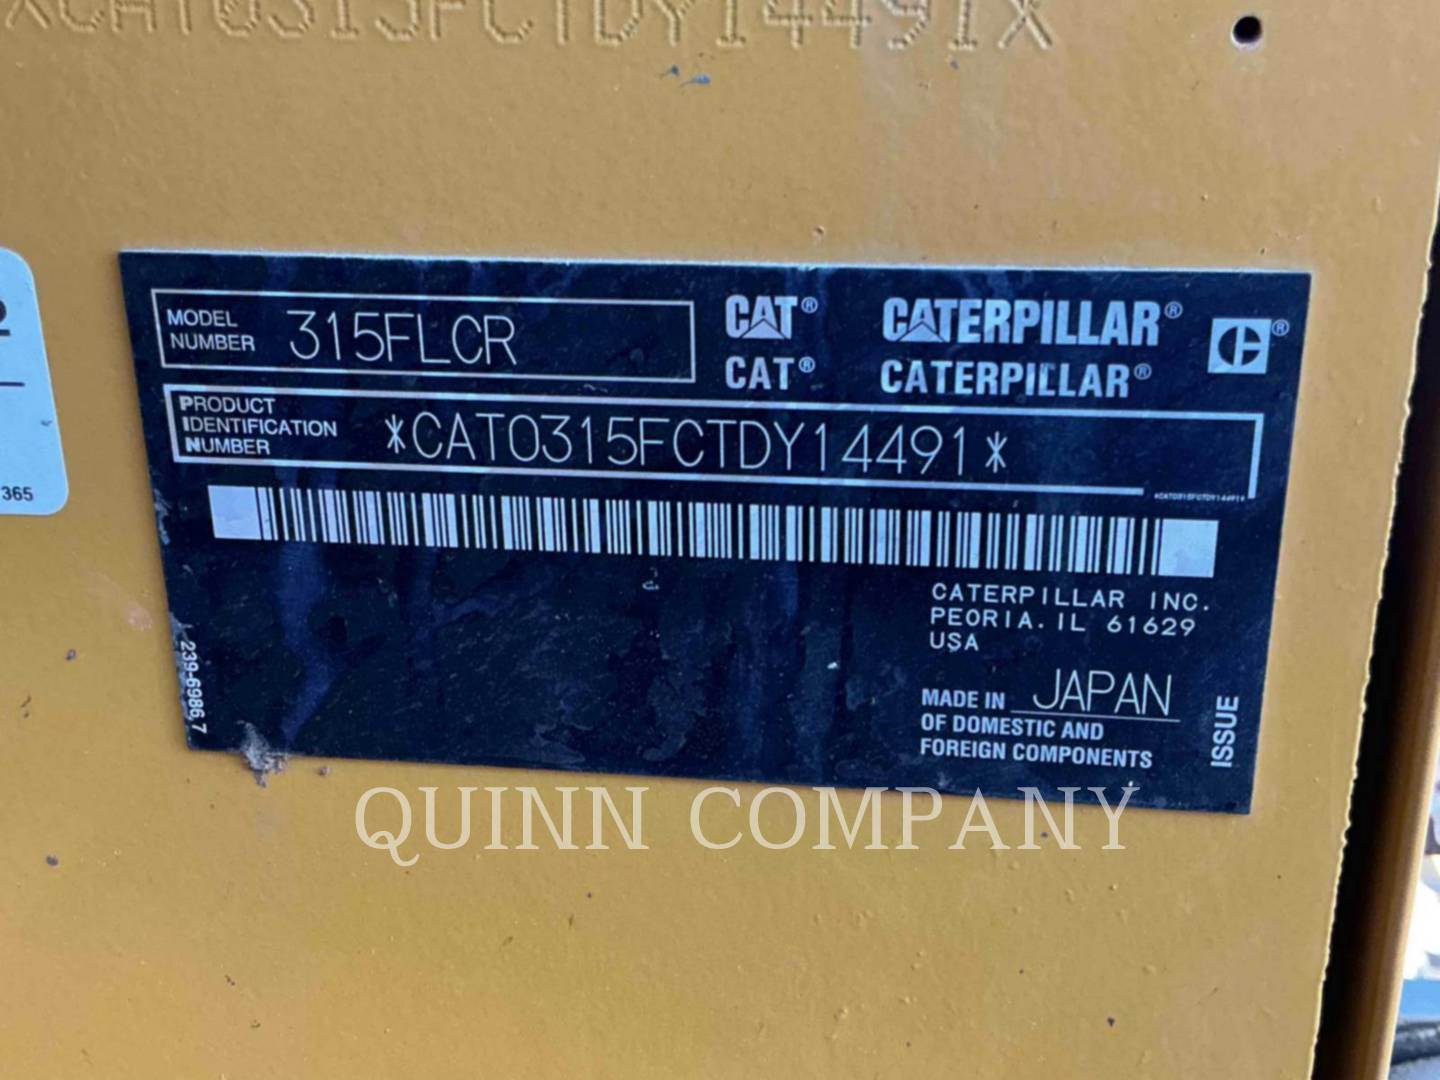 XCAT0315FCTDY14491X
MODEL NUMBER 315FLCR
CAT® CATERPILLAR®
CAT® CATERPILLAR®
PRODUCT IDENTIFICATION NUMBER *CAT0315FCTDY14491*
*CAT0315FCTDY14491*
365
CATERPILLAR INC.
PEORIA. IL 61629
USA
239-6986 7
MADE IN JAPAN
OF DOMESTIC AND
FOREIGN COMPONENTS
ISSUE
QUINN COMPANY